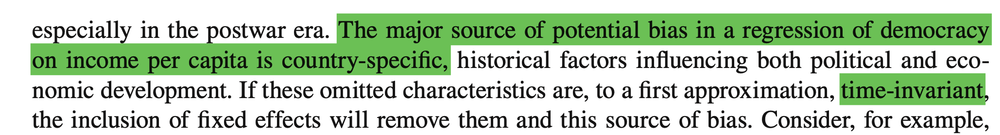 especially in the postwar era. The major source of potential bias in a regression of democracy
on income per capita is country-specific, historical factors influencing both political and eco-
nomic development. If these omitted characteristics are, to a first approximation, time-invariant,
the inclusion of fixed effects will remove them and this source of bias. Consider, for example,